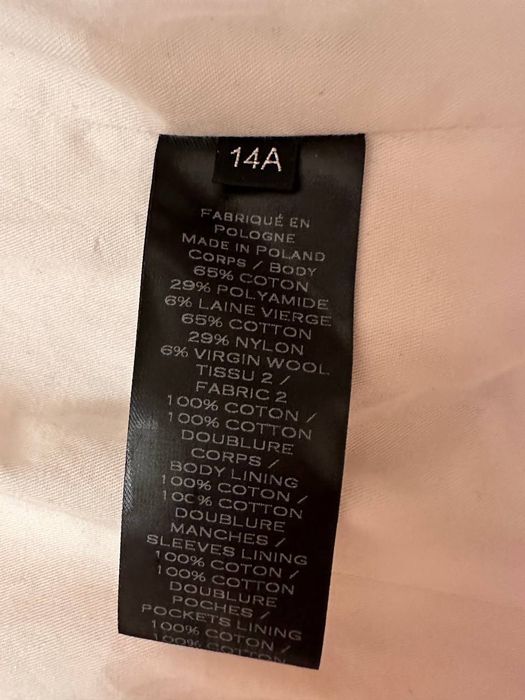 14A
FABRIQUÉ EN
POLOGNE
MADE IN POLAND
CORPS / BODY
65% COTON
29% POLYAMIDE
6% LAINE VIERGE
65% COTTON
29% NYLON
6% VIRGIN WOOL
TISSU 2 /
FABRIC 2
100% COTON /
100% COTTON
DOUBLURE
CORPS /
BODY LINING
100% COTON /
100% COTTON
DOUBLURE
MANCHES /
SLEEVES LINING
100% COTON /
100% COTTON
DOUBLURE
POCHES /
POCKETS LINING
100% COTON /
100% COTTON